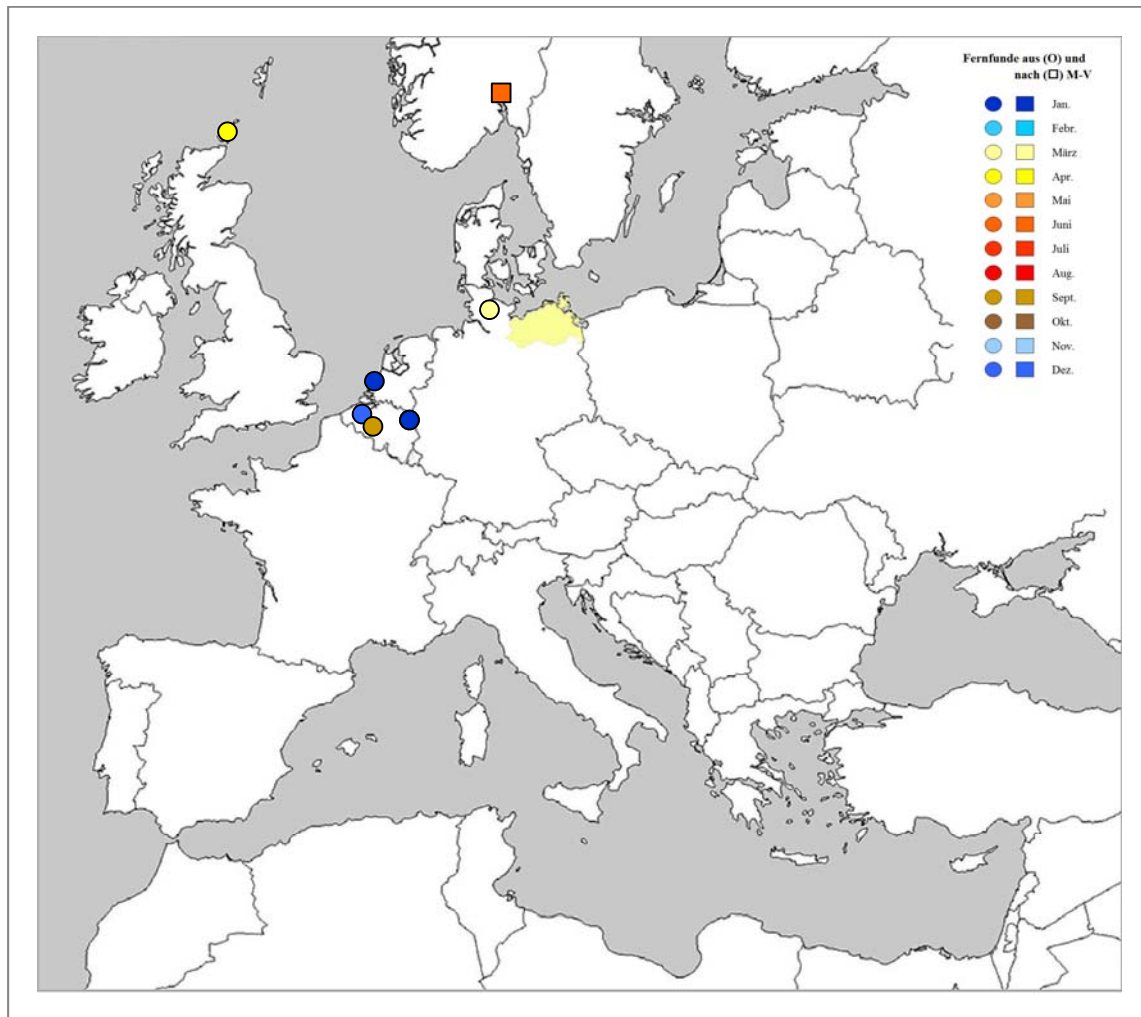 Fernfunde aus (O) und
nach (□) M-V
Jan.
Febr.
März
Apr.
Mai
Juni
Juli
Aug.
Sept.
Okt.
Nov.
Dez.